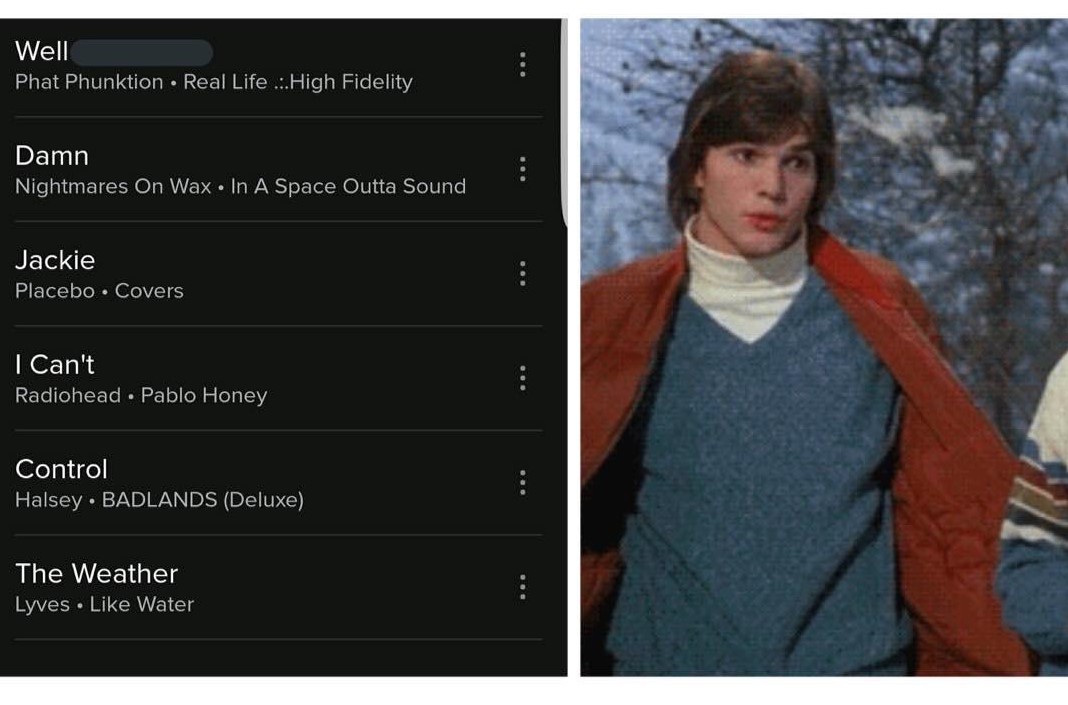 Well
Phat Phunktion • Real Life .:.High Fidelity
Damn
Nightmares On Wax • In A Space Outta Sound
Jackie
Placebo • Covers
I Can't
Radiohead • Pablo Honey
Control
Halsey • BADLANDS (Deluxe)
The Weather
Lyves • Like Water